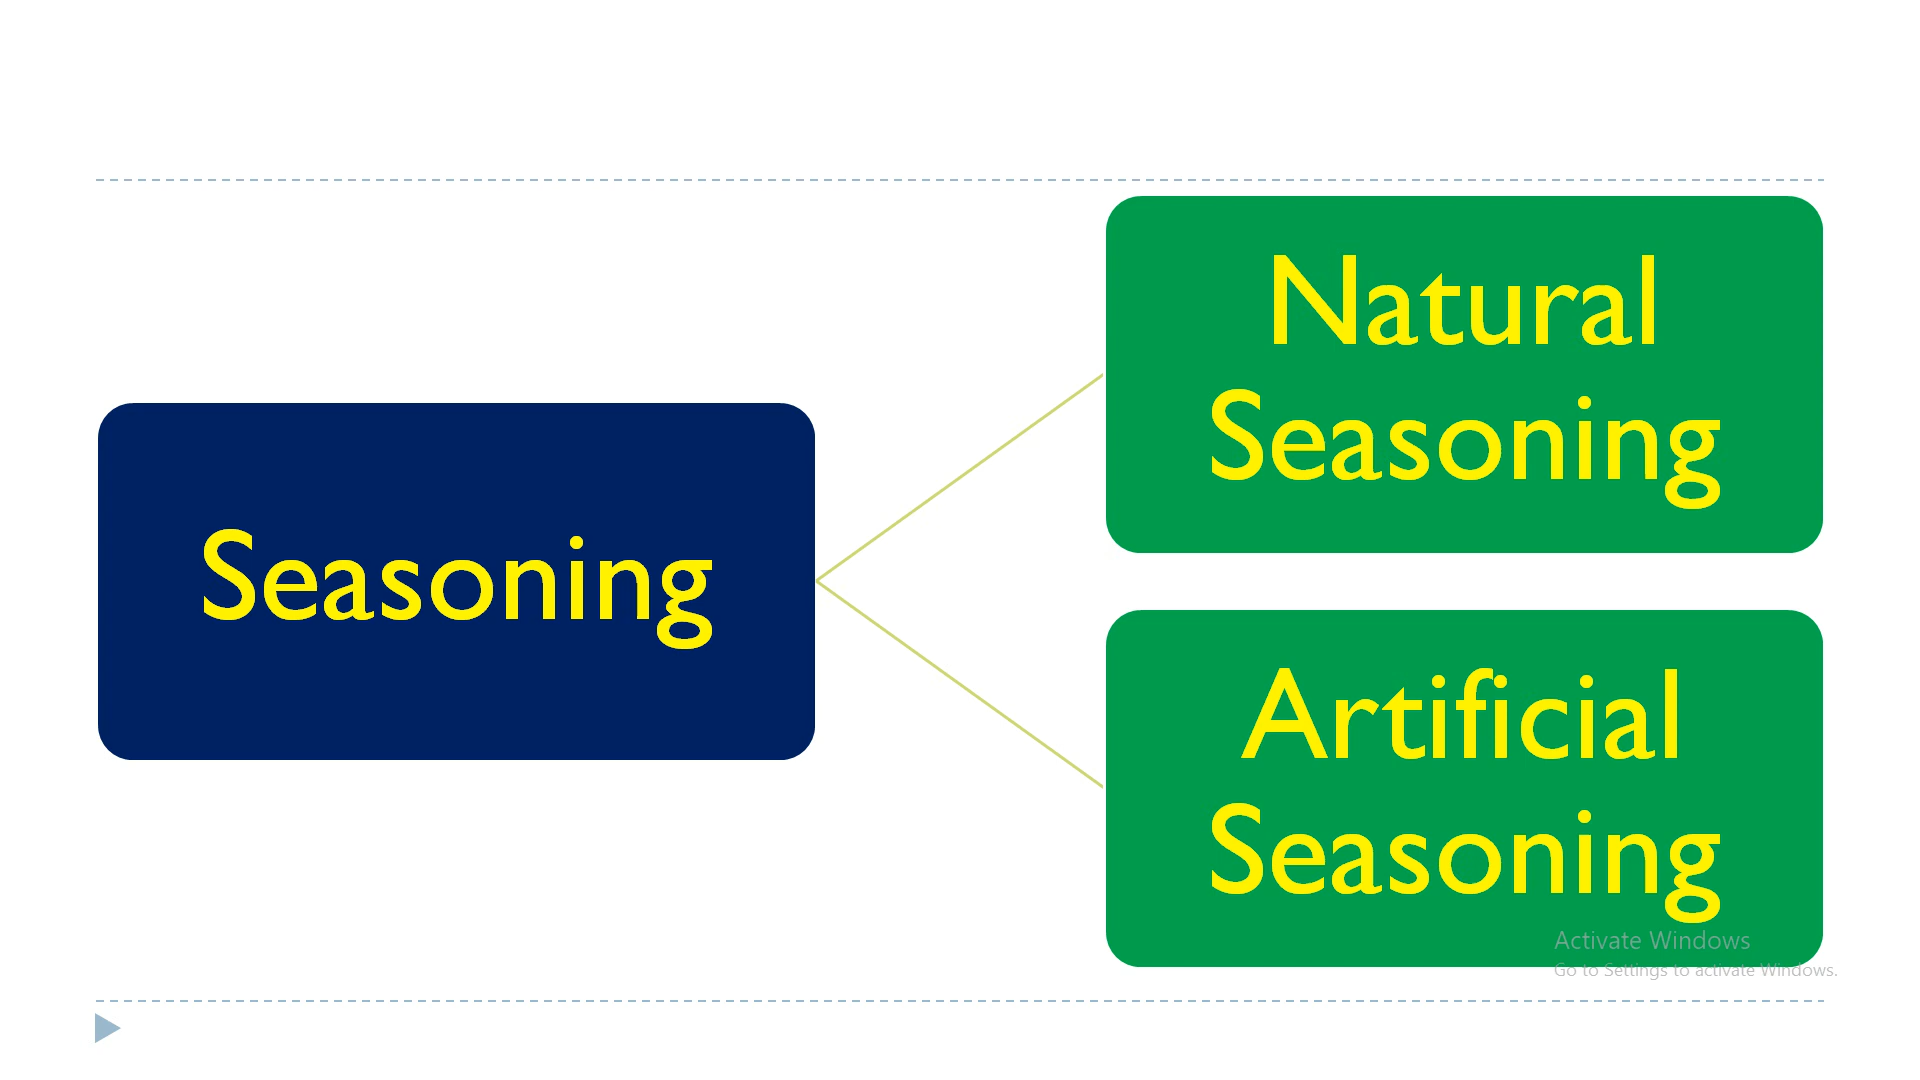 Seasoning
Natural
Seasoning
Artificial
Seasoning
Activate Windows
Go to Settings to activate Windows.